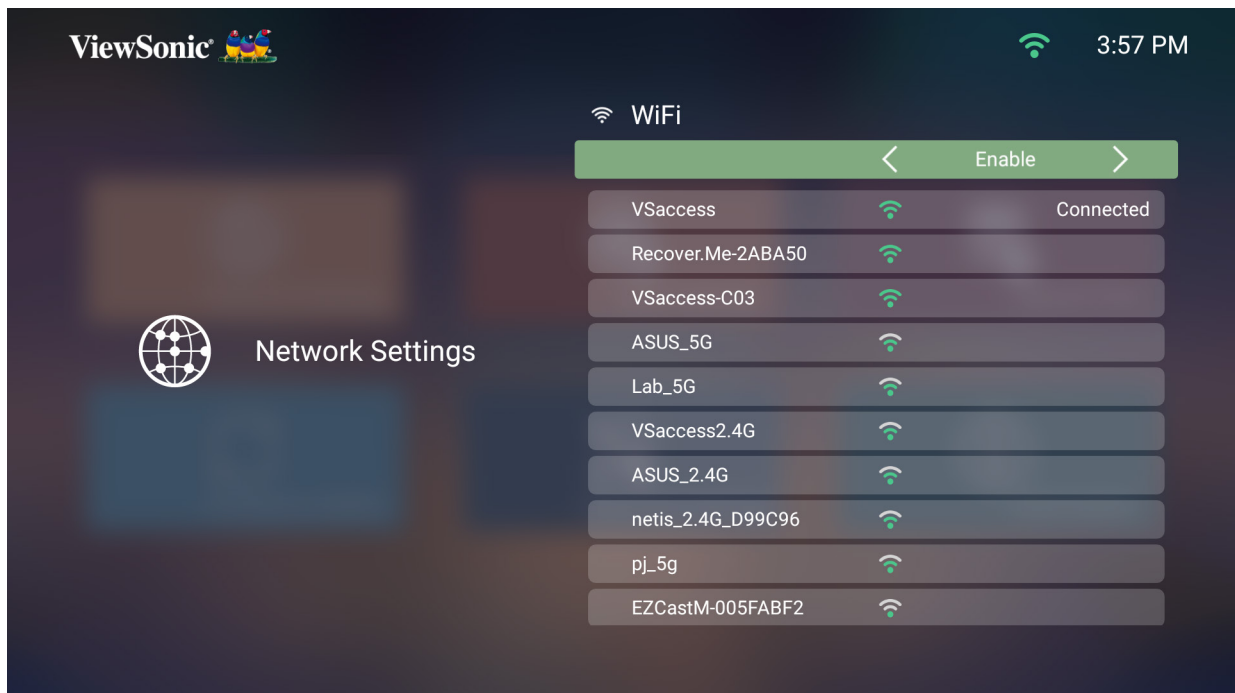 ViewSonic
3:57 PM
WiFi
Enable
VSaccess Connected
Recover.Me-2ABA50
VSaccess-C03
ASUS_5G
Network Settings
Lab_5G
VSaccess2.4G
ASUS_2.4G
netis_2.4G_D99C96
pj_5g
EZCastM-005FABF2